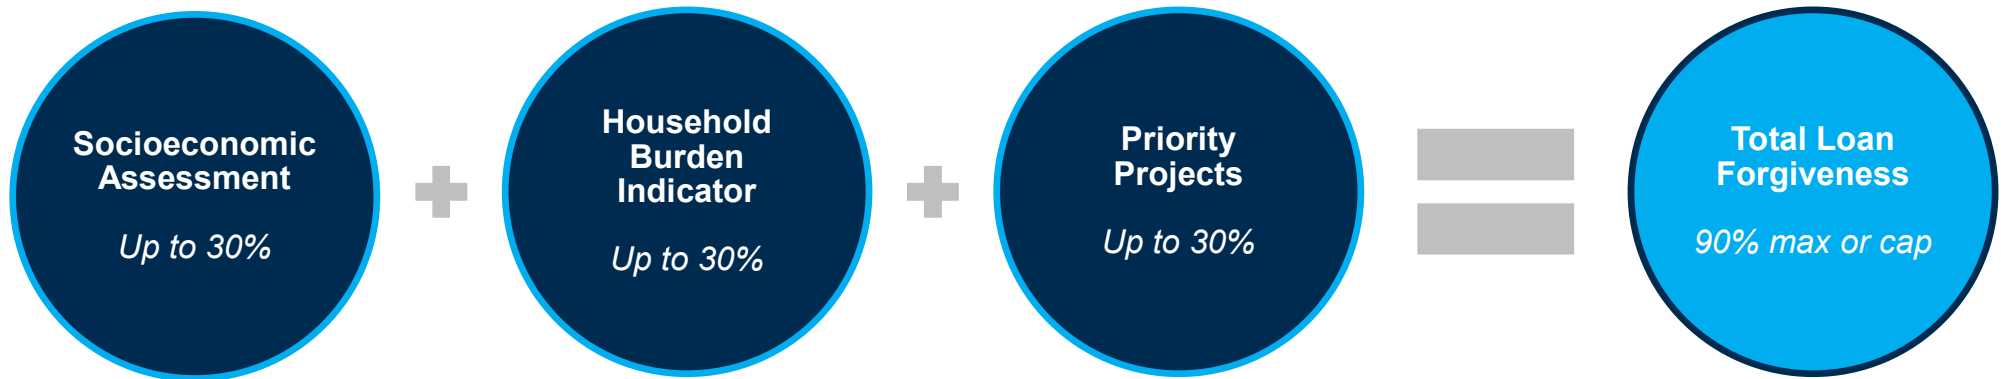 Socioeconomic
Assessment
Up to 30%
Household
Burden
Indicator
Up to 30%
Priority
Projects
Up to 30%
Total Loan
Forgiveness
90% max or cap